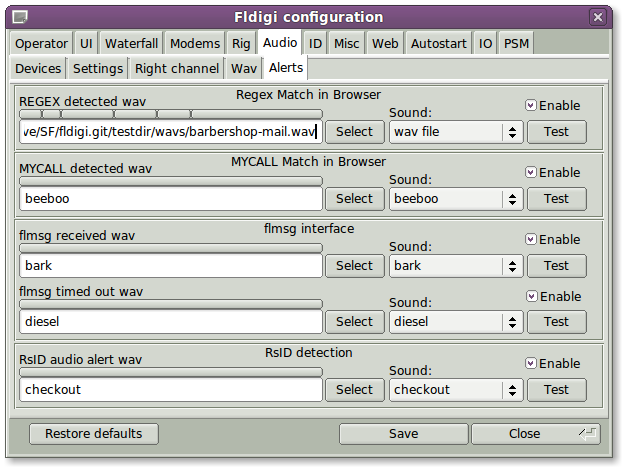 Fldigi configuration
Operator UI Waterfall Modems Rig Audio ID Misc Web Autostart IO PSM
Devices Settings Right channel Wav Alerts
Regex Match in Browser
REGEX detected wav Sound: Enable
ve/SF/fldigi.git/testdir/wavs/barbershop-mail.wav Select wav file Test
MYCALL Match in Browser
MYCALL detected wav Sound: Enable
beeboo Select beeboo Test
flmsg interface
flmsg received wav Sound: Enable
bark Select bark Test
flmsg timed out wav Sound: Enable
diesel Select diesel Test
RsID detection
RsID audio alert wav Sound: Enable
checkout Select checkout Test
Restore defaults Save Close